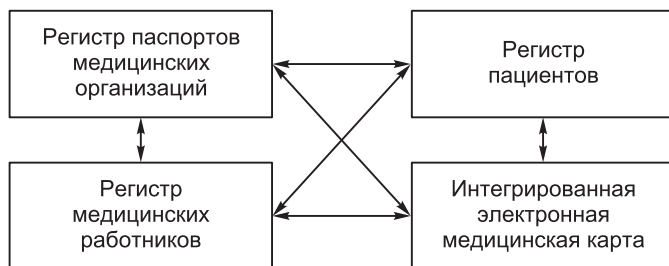 Регистр паспортов
медицинских
организаций
Регистр
пациентов
Регистр
медицинских
работников
Интегрированная
электронная
медицинская карта